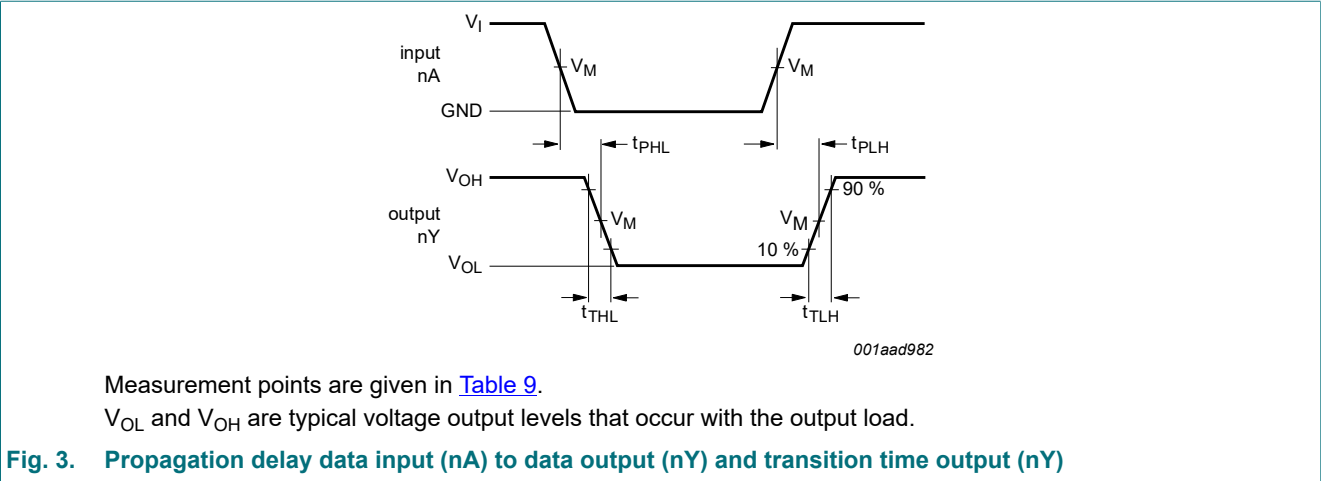 V_I
input
nA
V_M
V_M
GND
t_PHL
t_PLH
V_OH
90 %
output
nY
V_M
V_M
10 %
V_OL
t_THL
t_TLH
001aad982
Measurement points are given in Table 9.
V_OL and V_OH are typical voltage output levels that occur with the output load.
Fig. 3. Propagation delay data input (nA) to data output (nY) and transition time output (nY)